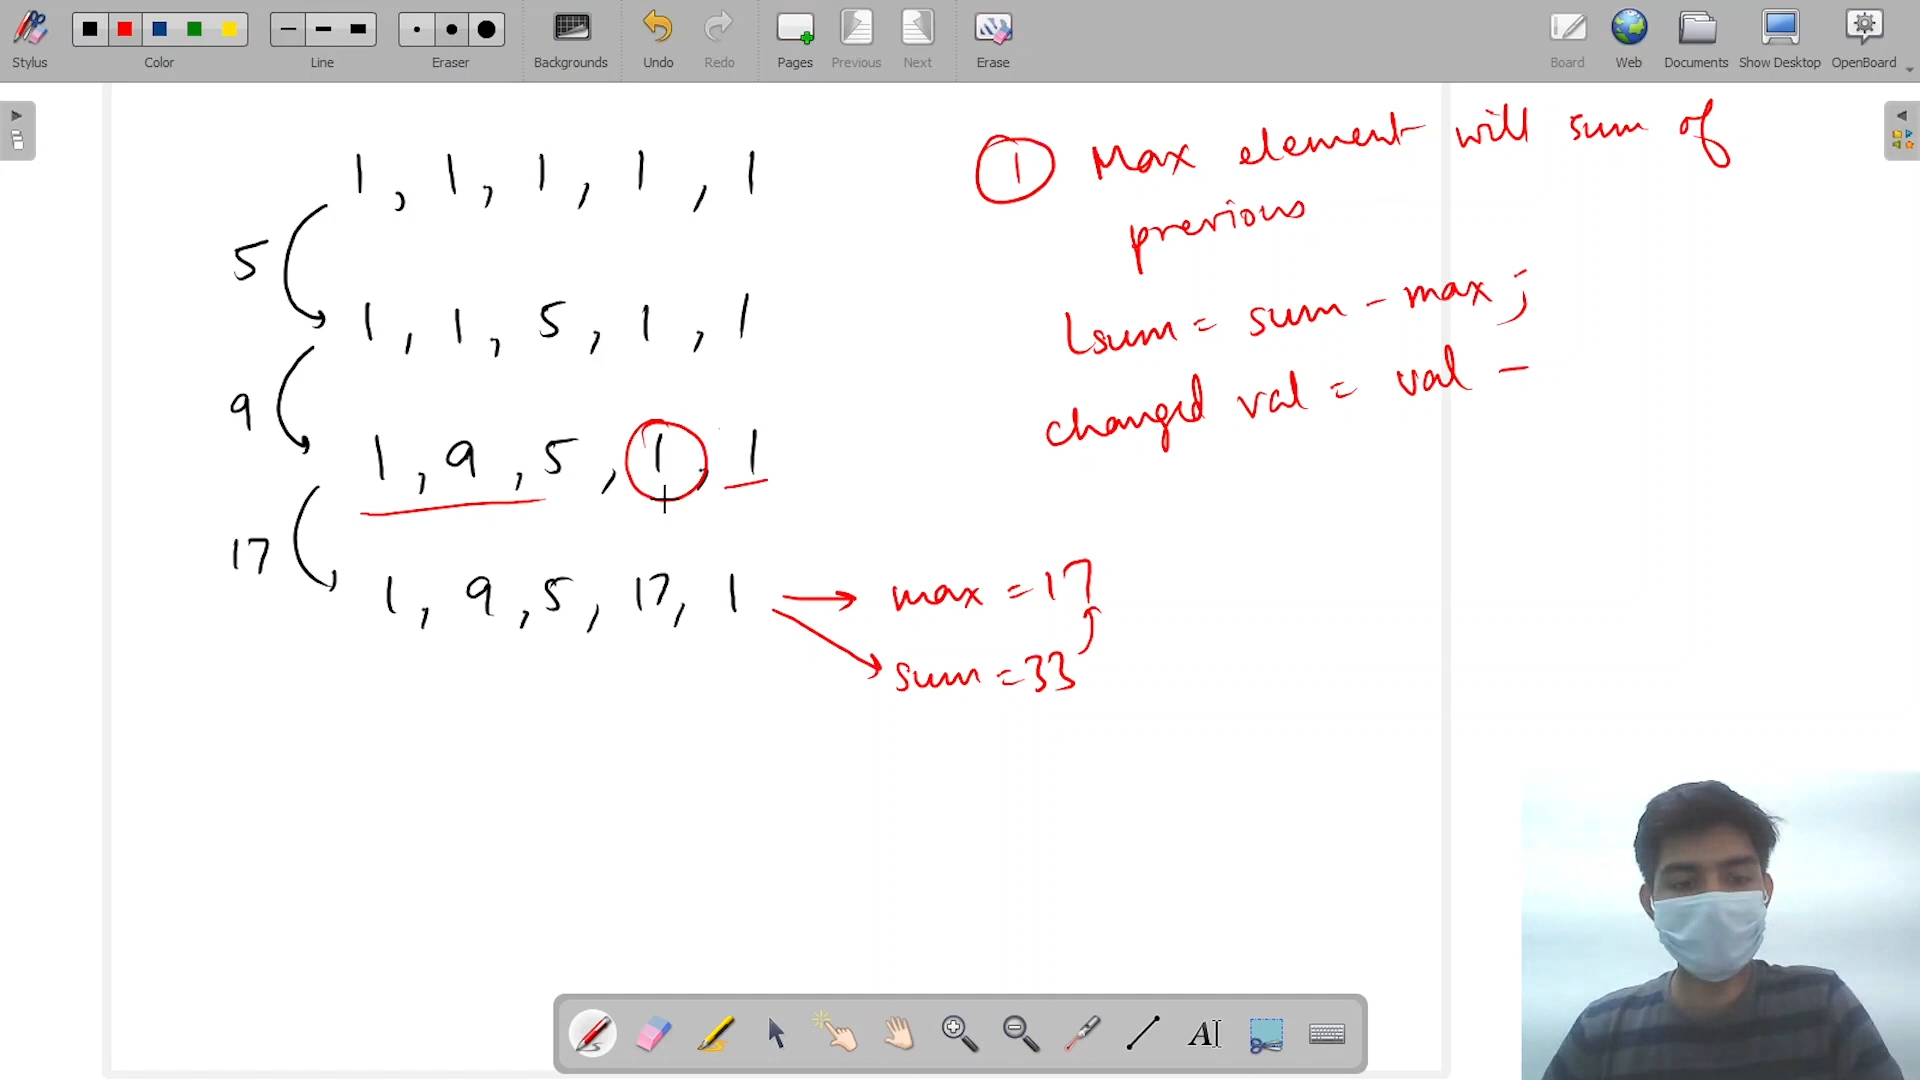 Stylus Color Line Eraser Backgrounds Undo Redo Pages Previous Next Erase Board Web Documents Show Desktop OpenBoard
1, 1, 1, 1, 1
5
1, 1, 5, 1, 1
9
1, 9, 5, 1, 1
17
1, 9, 5, 17, 1
① Max element will sum of
previous
lsum = sum - max ;
changed val = val -
max = 17
sum = 33
AI